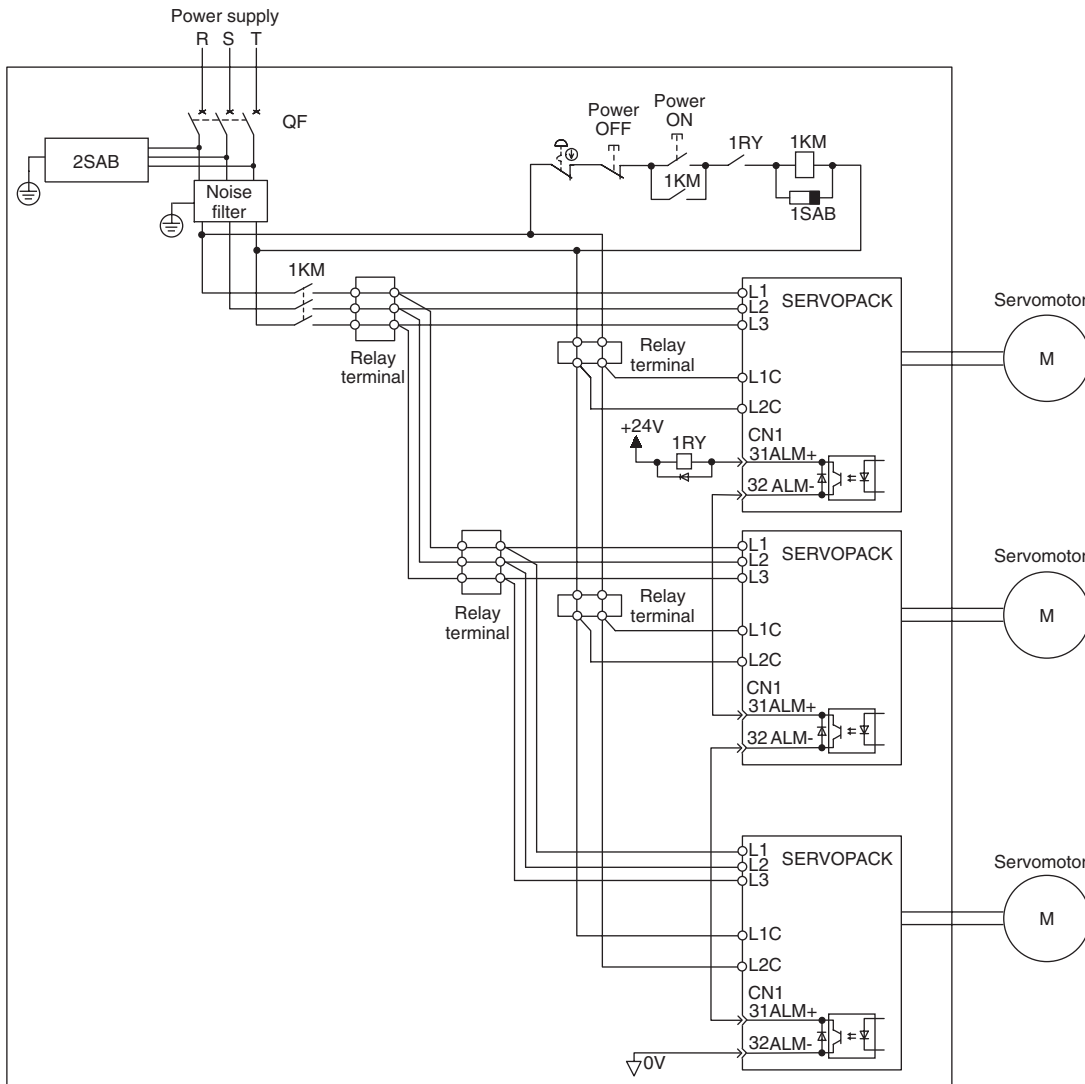 Power supply
R S T
QF
2SAB
Noise
filter
Power
OFF
Power
ON
1RY
1KM
1KM
1SAB
1KM
Relay
terminal
L1
L2
L3
SERVOPACK
Servomotor
M
Relay
terminal
L1C
L2C
+24V
1RY
CN1
31ALM+
32 ALM-
Relay
terminal
L1
L2
L3
SERVOPACK
Servomotor
M
Relay
terminal
L1C
L2C
CN1
31ALM+
32 ALM-
L1
L2
L3
SERVOPACK
Servomotor
M
L1C
L2C
CN1
31ALM+
32ALM-
0V